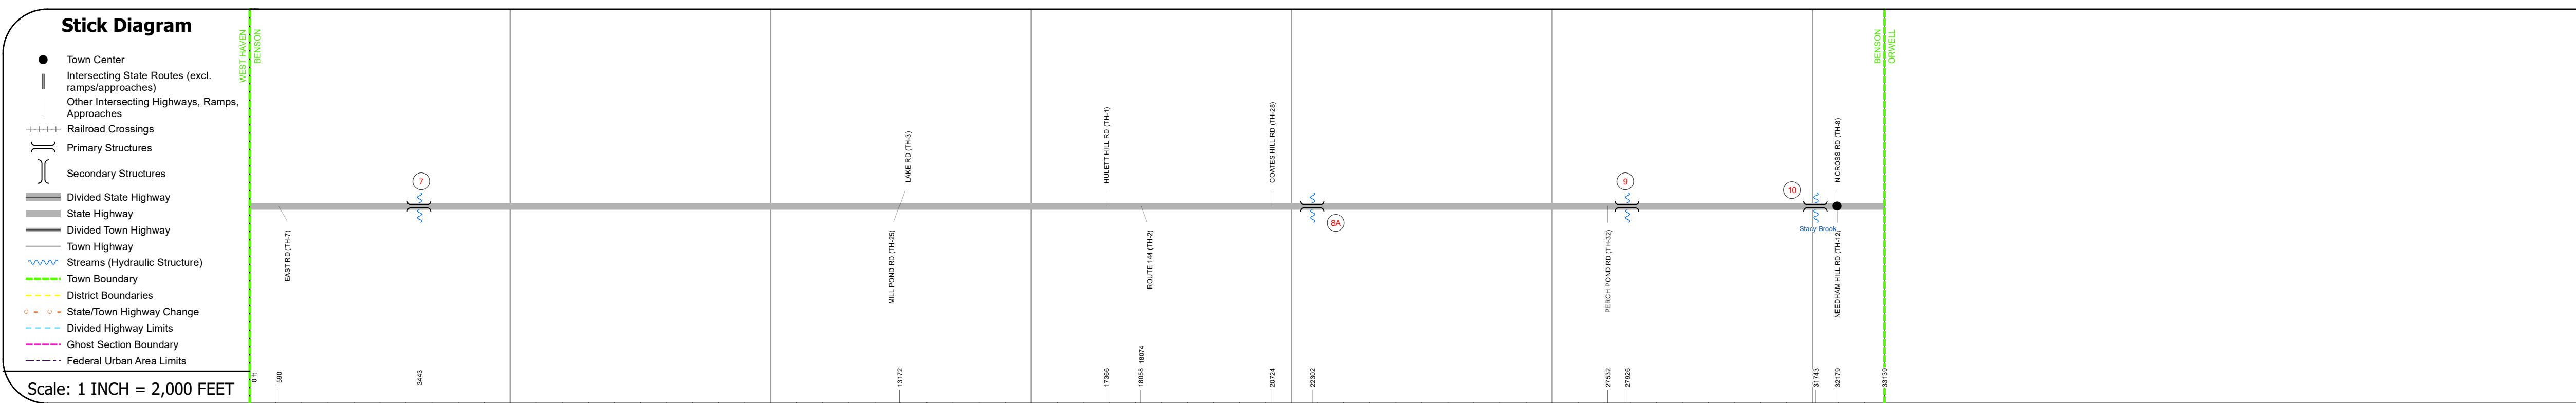 Stick Diagram
Town Center
Intersecting State Routes (excl.
ramps/approaches)
Other Intersecting Highways, Ramps,
Approaches
Railroad Crossings
Primary Structures
Secondary Structures
Divided State Highway
State Highway
Divided Town Highway
Town Highway
Streams (Hydraulic Structure)
Town Boundary
District Boundaries
State/Town Highway Change
Divided Highway Limits
Ghost Section Boundary
Federal Urban Area Limits
Scale: 1 INCH = 2,000 FEET
WEST HAVEN
BENSON
EAST RD (TH-7)
7
LAKE RD (TH-3)
MILL POND RD (TH-25)
HULETT HILL RD (TH-1)
ROUTE 144 (TH-2)
COATES HILL RD (TH-28)
8A
PERCH POND RD (TH-32)
9
10
Stacy Brook
N CROSS RD (TH-8)
NEEDHAM HILL RD (TH-12)
BENSON
ORWELL
0 ft
590
3443
13172
17366
18058
18074
20724
22302
27532
27926
31743
32179
33139